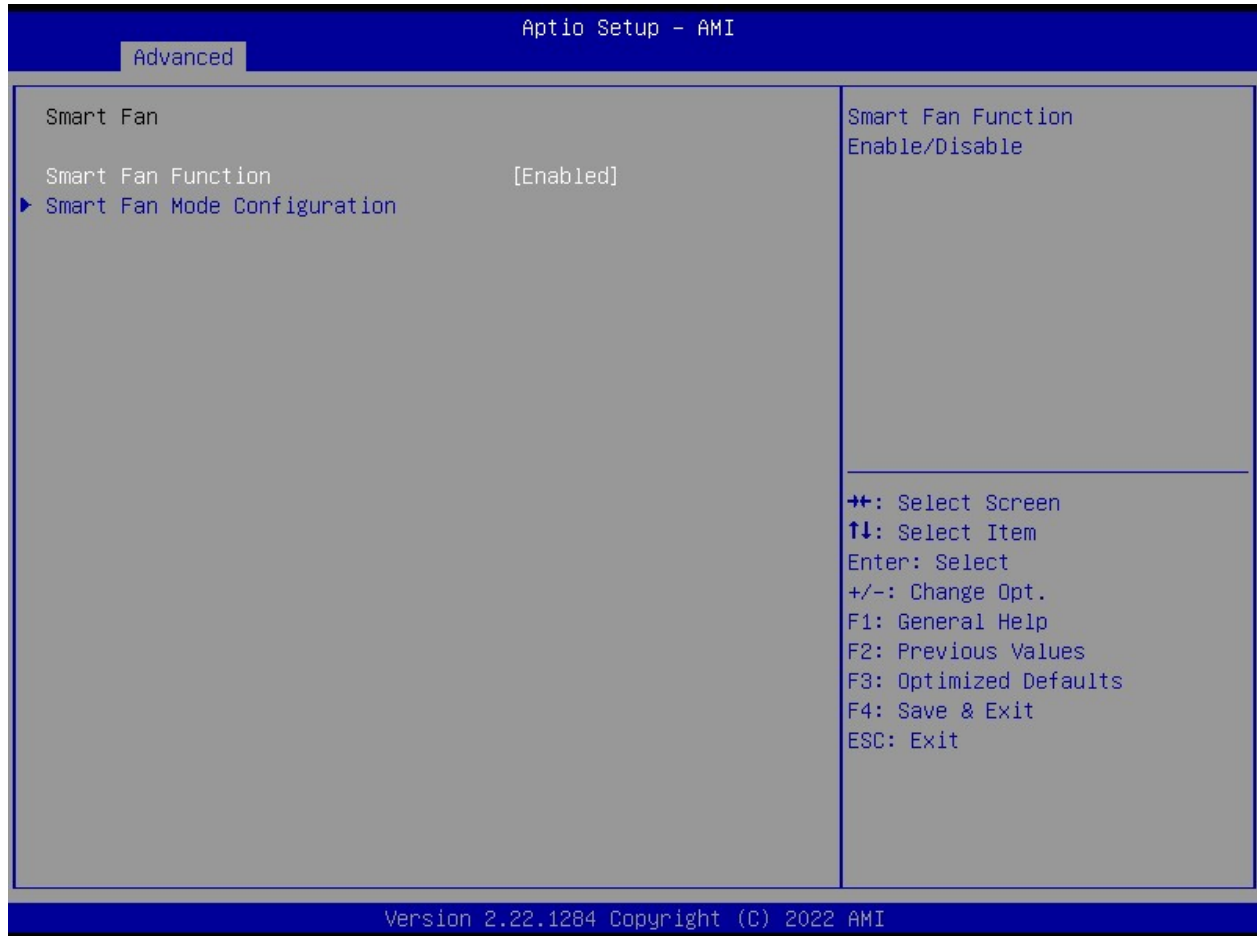 Aptio Setup – AMI
Advanced
Smart Fan
Smart Fan Function [Enabled]
▶ Smart Fan Mode Configuration
Smart Fan Function
Enable/Disable
→←: Select Screen
↑↓: Select Item
Enter: Select
+/-: Change Opt.
F1: General Help
F2: Previous Values
F3: Optimized Defaults
F4: Save & Exit
ESC: Exit
Version 2.22.1284 Copyright (C) 2022 AMI